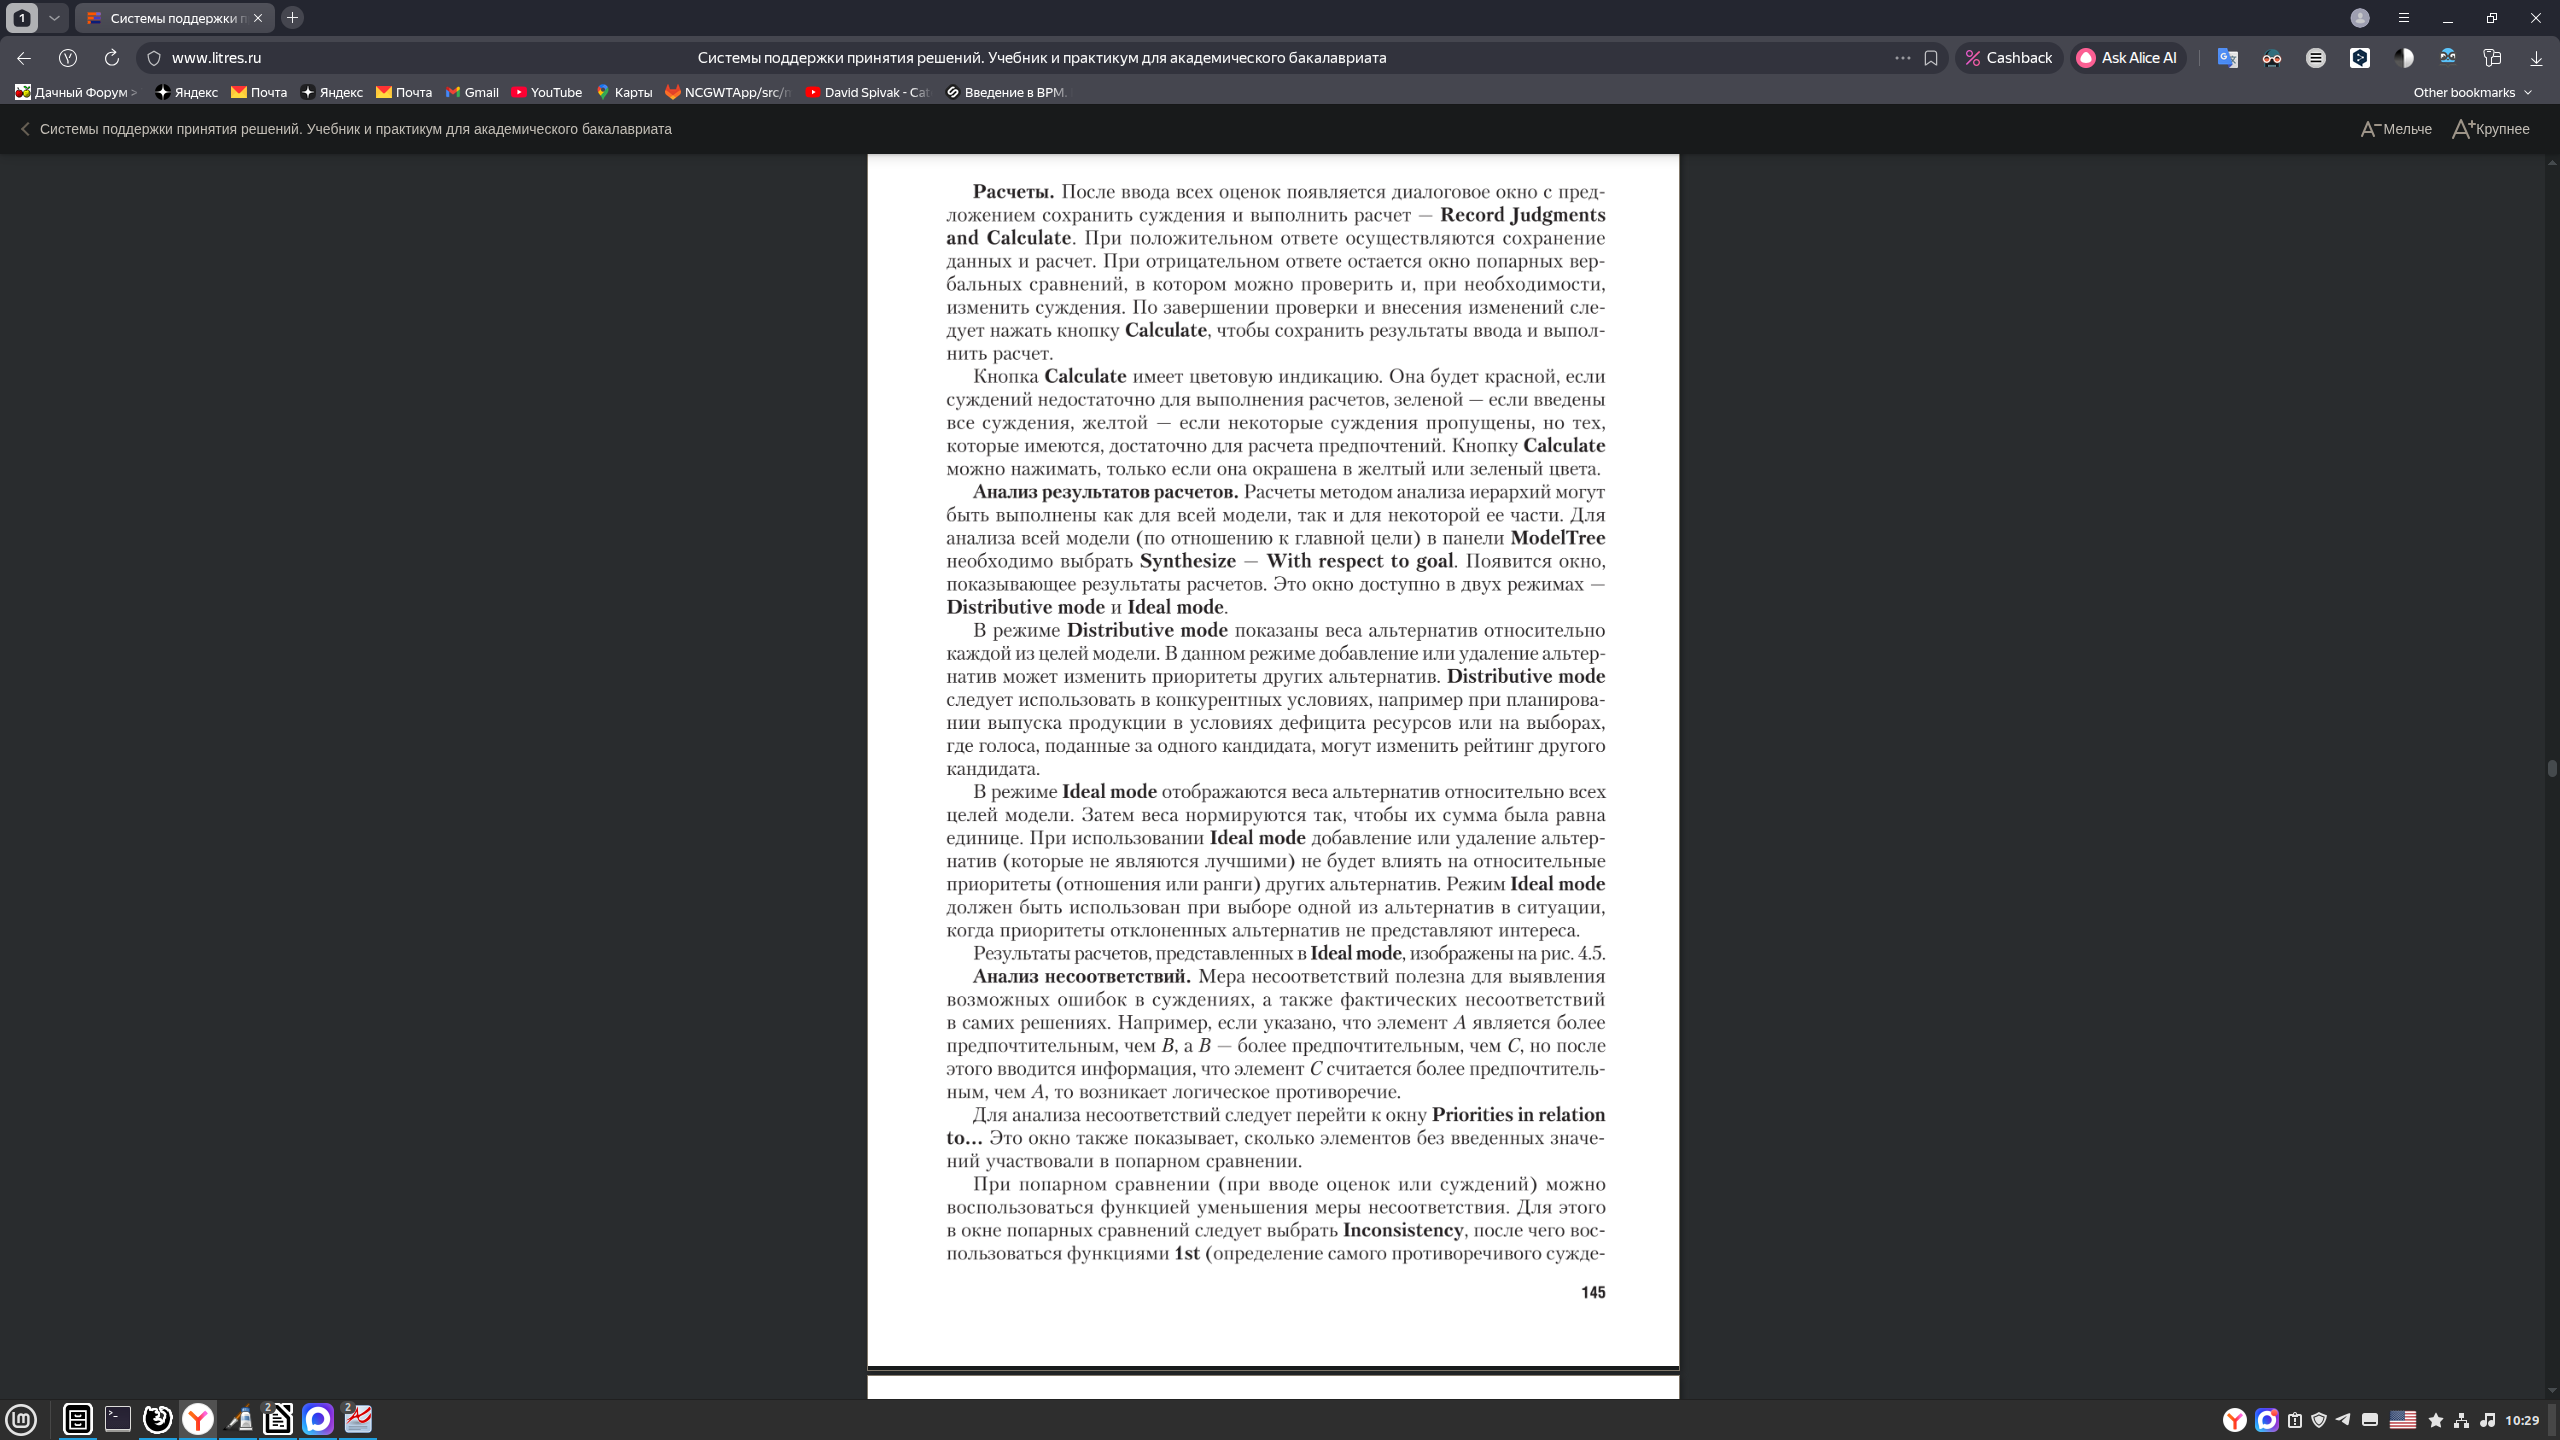 1
Системы поддержки п
www.litres.ru
Системы поддержки принятия решений. Учебник и практикум для академического бакалавриата
Cashback
Ask Alice AI
Дачный Форум >
Яндекс
Почта
Яндекс
Почта
Gmail
YouTube
Карты
NCGWTApp/src/
David Spivak - Cat
Введение в BPM.
Other bookmarks
Системы поддержки принятия решений. Учебник и практикум для академического бакалавриата
A− Мельче
A+ Крупнее
Расчеты. После ввода всех оценок появляется диалоговое окно с пред-
ложением сохранить суждения и выполнить расчет — Record Judgments
and Calculate. При положительном ответе осуществляются сохранение
данных и расчет. При отрицательном ответе остается окно попарных вер-
бальных сравнений, в котором можно проверить и, при необходимости,
изменить суждения. По завершении проверки и внесения изменений сле-
дует нажать кнопку Calculate, чтобы сохранить результаты ввода и выпол-
нить расчет.
Кнопка Calculate имеет цветовую индикацию. Она будет красной, если
суждений недостаточно для выполнения расчетов, зеленой — если введены
все суждения, желтой — если некоторые суждения пропущены, но тех,
которые имеются, достаточно для расчета предпочтений. Кнопку Calculate
можно нажимать, только если она окрашена в желтый или зеленый цвета.
Анализ результатов расчетов. Расчеты методом анализа иерархий могут
быть выполнены как для всей модели, так и для некоторой ее части. Для
анализа всей модели (по отношению к главной цели) в панели ModelTree
необходимо выбрать Synthesize — With respect to goal. Появится окно,
показывающее результаты расчетов. Это окно доступно в двух режимах —
Distributive mode и Ideal mode.
В режиме Distributive mode показаны веса альтернатив относительно
каждой из целей модели. В данном режиме добавление или удаление альтер-
натив может изменить приоритеты других альтернатив. Distributive mode
следует использовать в конкурентных условиях, например при планирова-
нии выпуска продукции в условиях дефицита ресурсов или на выборах,
где голоса, поданные за одного кандидата, могут изменить рейтинг другого
кандидата.
В режиме Ideal mode отображаются веса альтернатив относительно всех
целей модели. Затем веса нормируются так, чтобы их сумма была равна
единице. При использовании Ideal mode добавление или удаление альтер-
натив (которые не являются лучшими) не будет влиять на относительные
приоритеты (отношения или ранги) других альтернатив. Режим Ideal mode
должен быть использован при выборе одной из альтернатив в ситуации,
когда приоритеты отклоненных альтернатив не представляют интереса.
Результаты расчетов, представленных в Ideal mode, изображены на рис. 4.5.
Анализ несоответствий. Мера несоответствий полезна для выявления
возможных ошибок в суждениях, а также фактических несоответствий
в самих решениях. Например, если указано, что элемент A является более
предпочтительным, чем B, а B — более предпочтительным, чем C, но после
этого вводится информация, что элемент C считается более предпочтитель-
ным, чем A, то возникает логическое противоречие.
Для анализа несоответствий следует перейти к окну Priorities in relation
to... Это окно также показывает, сколько элементов без введенных значе-
ний участвовали в попарном сравнении.
При попарном сравнении (при вводе оценок или суждений) можно
воспользоваться функцией уменьшения меры несоответствия. Для этого
в окне попарных сравнений следует выбрать Inconsistency, после чего вос-
пользоваться функциями 1st (определение самого противоречивого сужде-
145
2
2
10:29